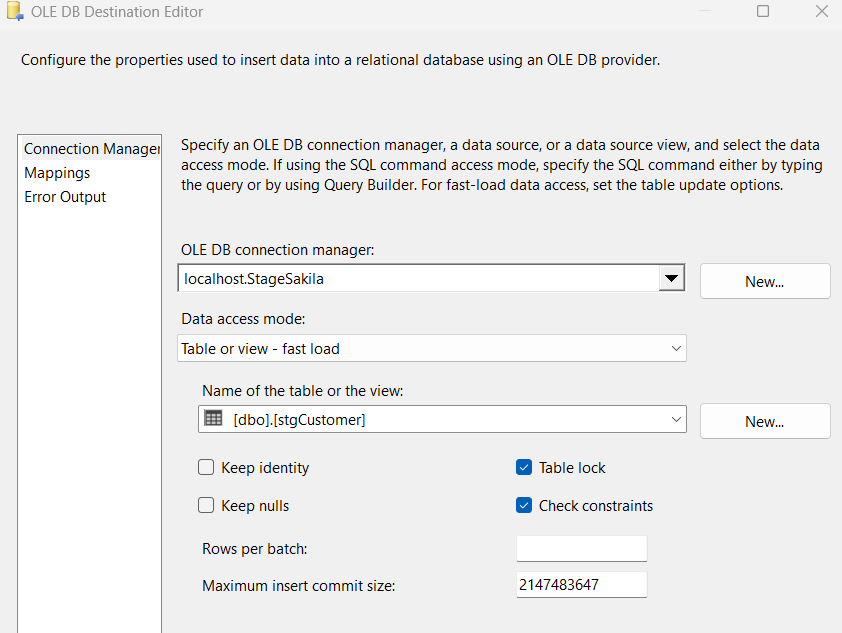 OLE DB Destination Editor
Configure the properties used to insert data into a relational database using an OLE DB provider.
Connection Manager
Mappings
Error Output
Specify an OLE DB connection manager, a data source, or a data source view, and select the data
access mode. If using the SQL command access mode, specify the SQL command either by typing
the query or by using Query Builder. For fast-load data access, set the table update options.
OLE DB connection manager:
localhost.StageSakila
New...
Data access mode:
Table or view - fast load
Name of the table or the view:
[dbo].[stgCustomer]
New...
Keep identity
Table lock
Keep nulls
Check constraints
Rows per batch:
Maximum insert commit size:
2147483647